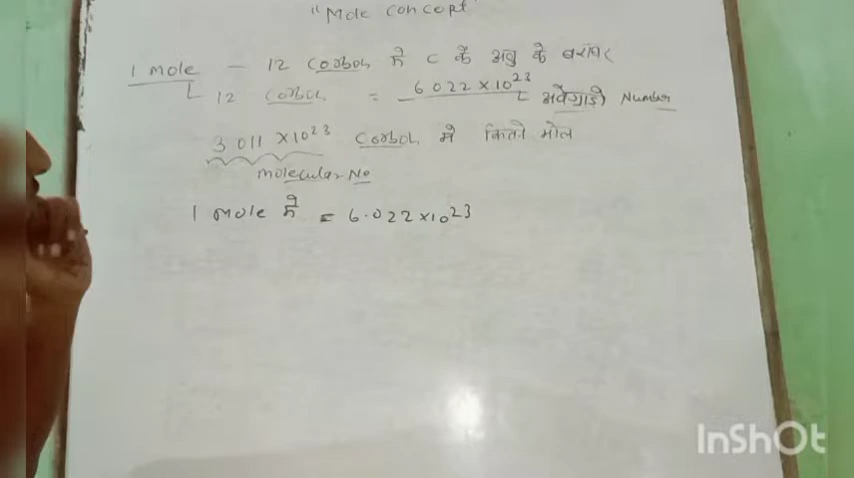 "Mole concept"
1 mole - 12 Carbon में C के अणु के बराबर
12 Carbon = 6.022 × 10²³ अवेगाद्रो Number
3.011 × 10²³ Carbon में कितने मोल
molecular No
1 mole में = 6.022 × 10²³
InShOt